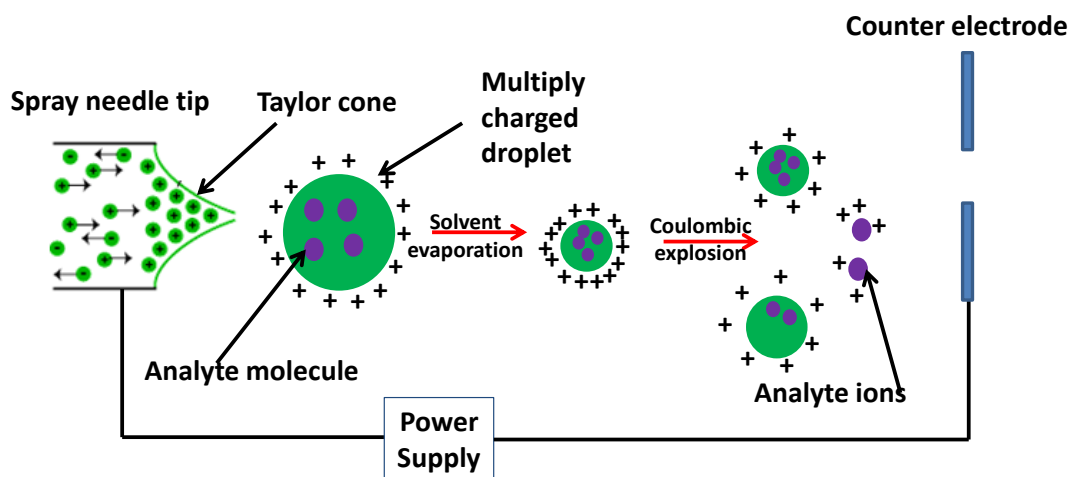 Counter electrode
Spray needle tip
Taylor cone
Multiply
charged
droplet
Solvent
evaporation
Coulombic
explosion
Analyte molecule
Analyte ions
Power
Supply